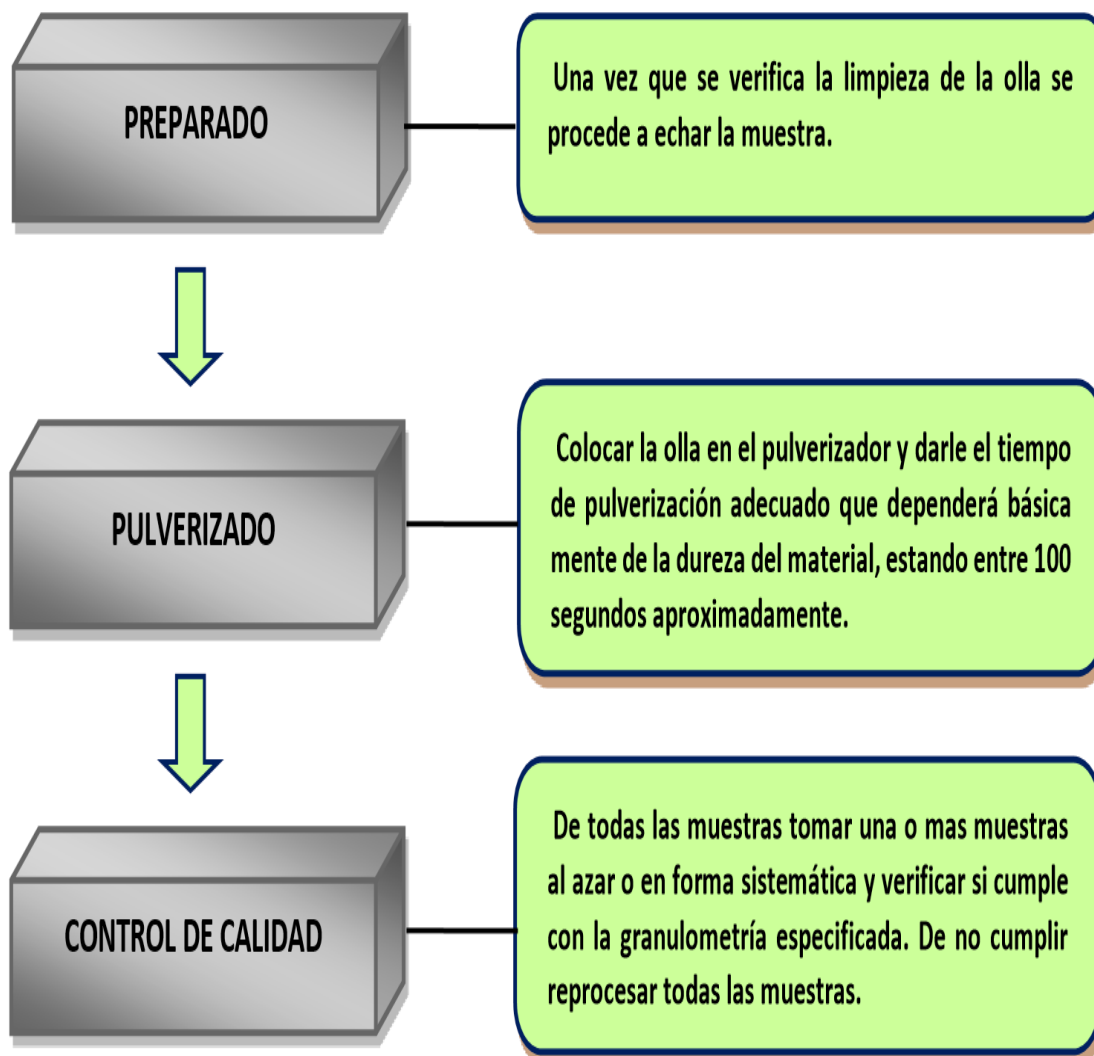 PREPARADO
Una vez que se verifica la limpieza de la olla se
procede a echar la muestra.
PULVERIZADO
Colocar la olla en el pulverizador y darle el tiempo
de pulverización adecuado que dependerá básica
mente de la dureza del material, estando entre 100
segundos aproximadamente.
CONTROL DE CALIDAD
De todas las muestras tomar una o mas muestras
al azar o en forma sistemática y verificar si cumple
con la granulometría especificada. De no cumplir
reprocesar todas las muestras.